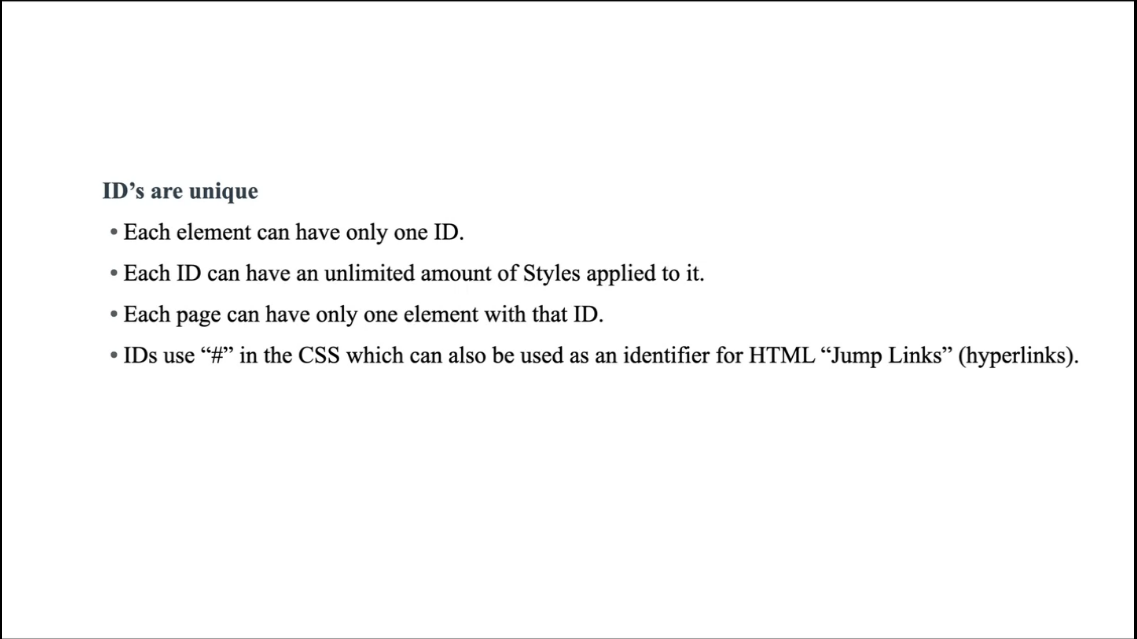 ID’s are unique
• Each element can have only one ID.
• Each ID can have an unlimited amount of Styles applied to it.
• Each page can have only one element with that ID.
• IDs use “#” in the CSS which can also be used as an identifier for HTML “Jump Links” (hyperlinks).